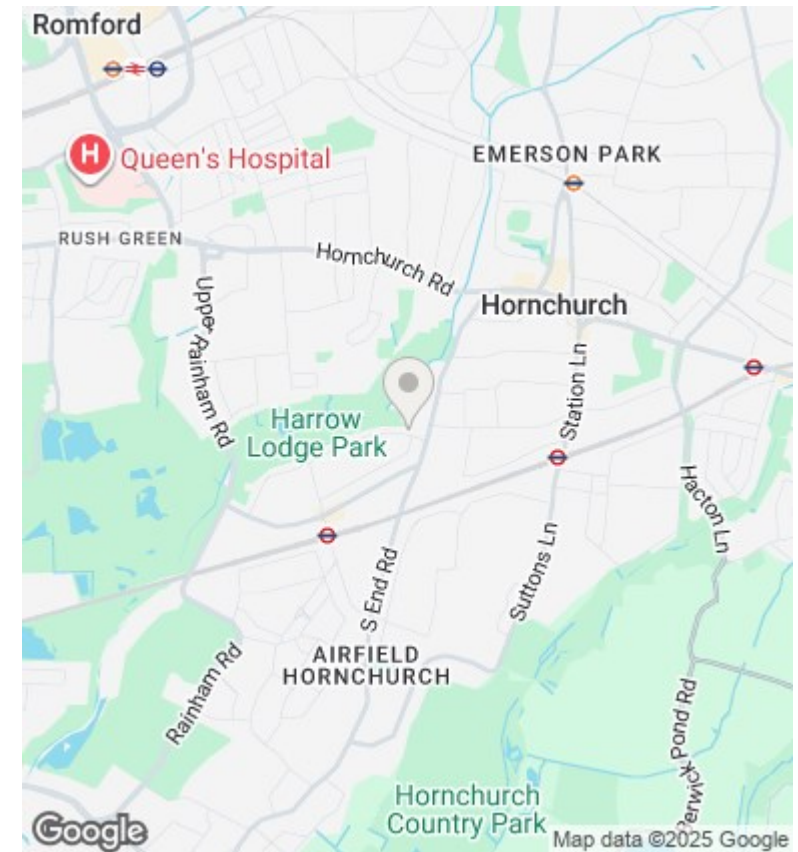 Romford
H
Queen's Hospital
EMERSON PARK
RUSH GREEN
Hornchurch Rd
Upper Rainham Rd
Hornchurch
Station Ln
Harrow
Lodge Park
Hacton Ln
Suttons Ln
S End Rd
AIRFIELD
HORNCHURCH
Rainham Rd
Berwick Pond Rd
Hornchurch
Country Park
Google
Map data ©2025 Google